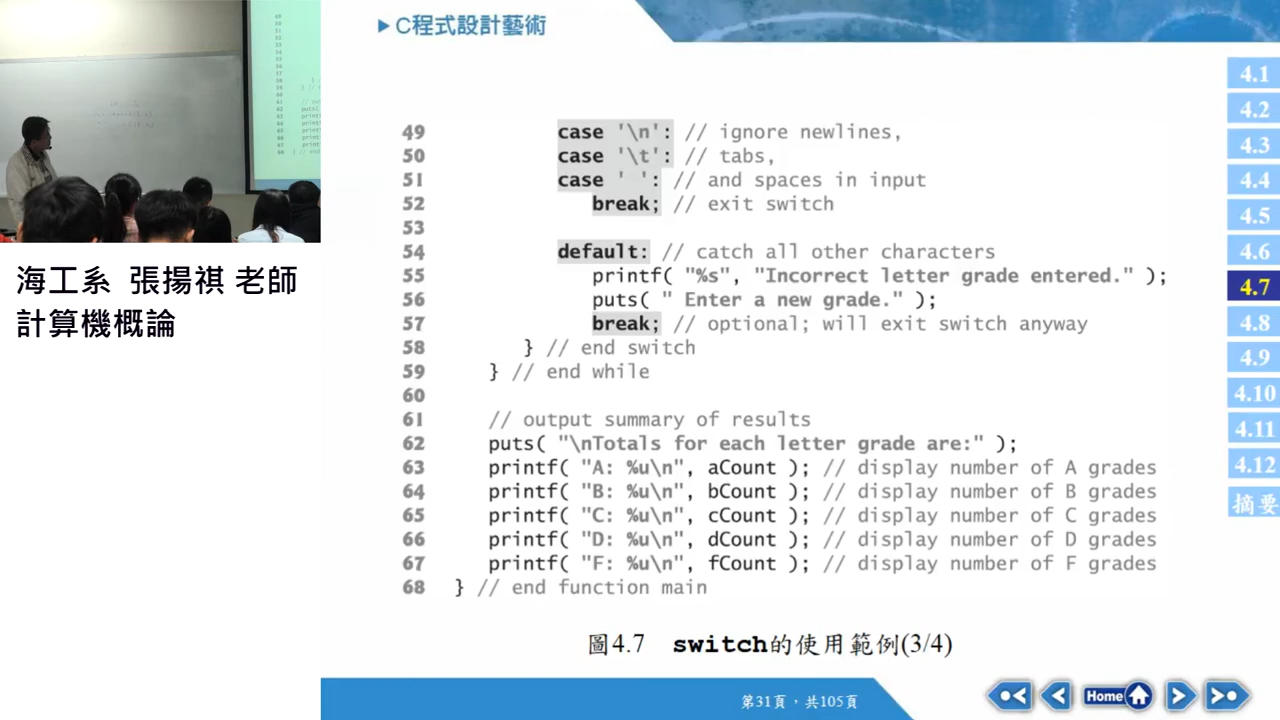 C程式設計藝術
海工系 張揚祺 老師
計算機概論
49 case '\n': // ignore newlines,
50 case '\t': // tabs,
51 case ' ': // and spaces in input
52 break; // exit switch
53
54 default: // catch all other characters
55 printf( "%s", "Incorrect letter grade entered." );
56 puts( " Enter a new grade." );
57 break; // optional; will exit switch anyway
58 } // end switch
59 } // end while
60
61 // output summary of results
62 puts( "\nTotals for each letter grade are:" );
63 printf( "A: %u\n", aCount ); // display number of A grades
64 printf( "B: %u\n", bCount ); // display number of B grades
65 printf( "C: %u\n", cCount ); // display number of C grades
66 printf( "D: %u\n", dCount ); // display number of D grades
67 printf( "F: %u\n", fCount ); // display number of F grades
68 } // end function main
圖4.7 switch的使用範例(3/4)
4.1
4.2
4.3
4.4
4.5
4.6
4.7
4.8
4.9
4.10
4.11
4.12
摘要
第31頁，共105頁
Home